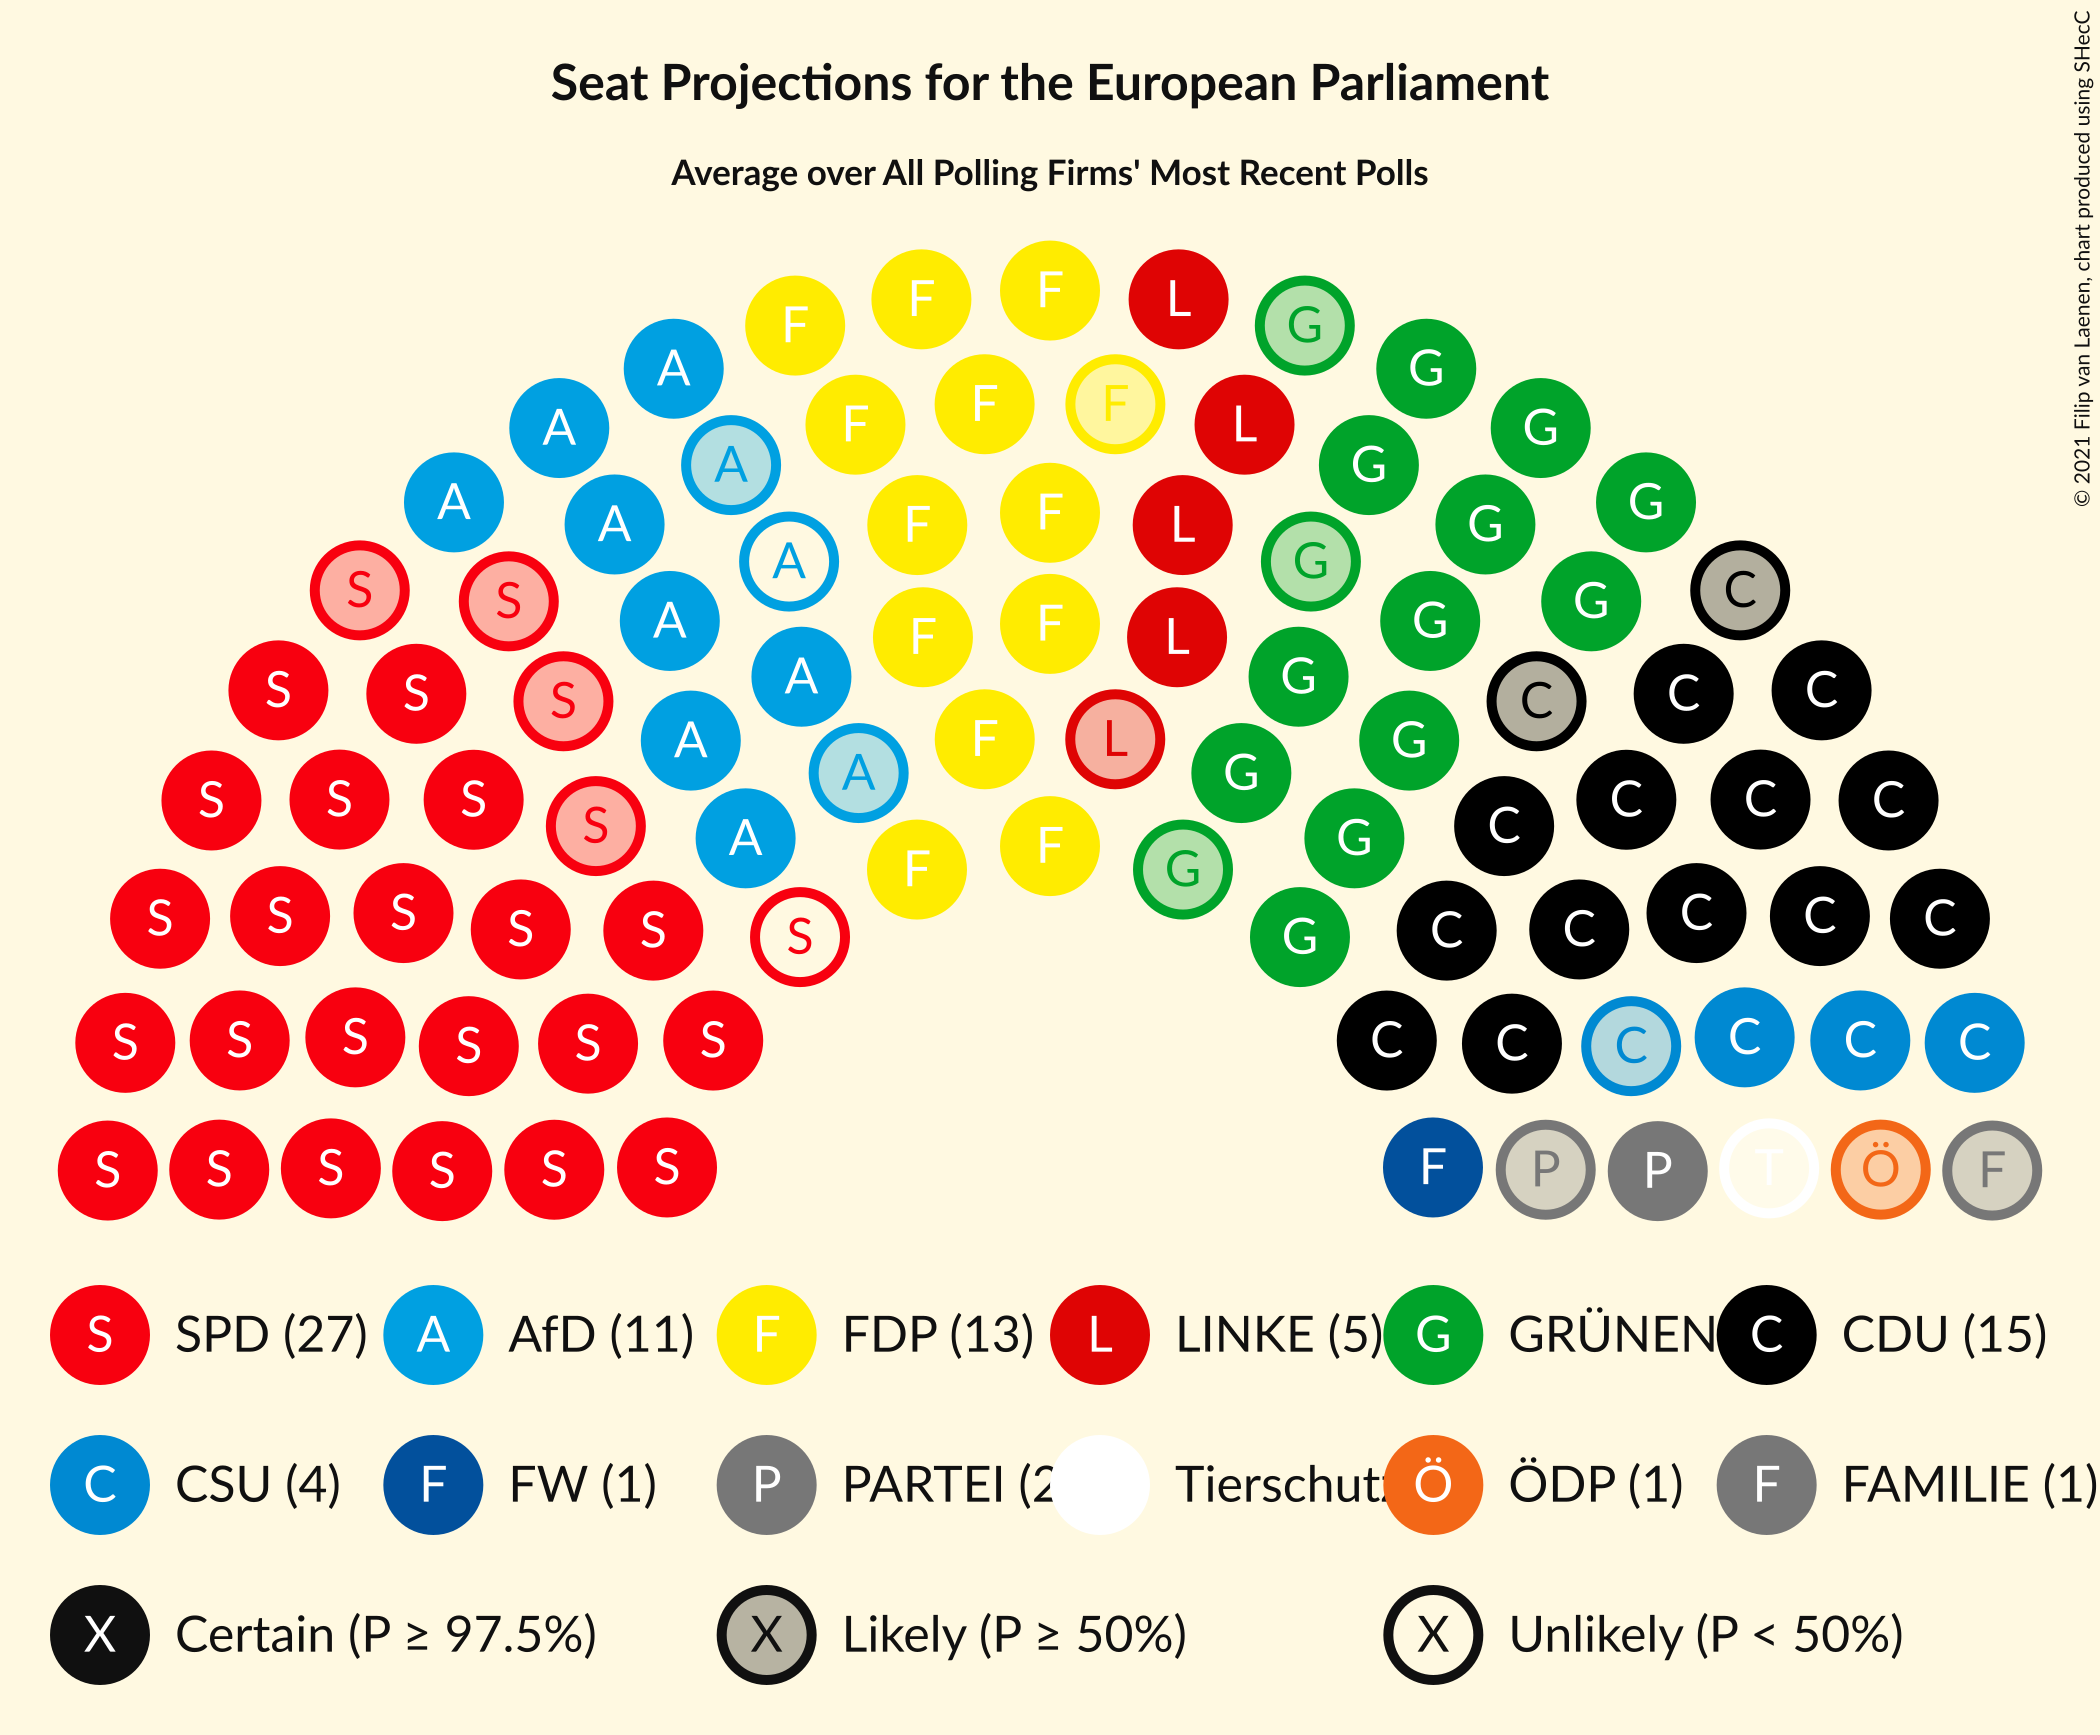 © 2021 Filip van Laenen, chart produced using SHecC
Seat Projections for the European Parliament
Average over All Polling Firms' Most Recent Polls
F F F L G
A G
A F F F L G
A A G G
A F F L G
S S A G G C
A F F L G
S S S A G C C C
A F L G
S S S A G C C C
S A F G C
F G
S S S S S S G C C C C C
S S S S S S C C C C C C
S S S S S S F P P T Ö F
S SPD (27) A AfD (11) F FDP (13) L LINKE (5) G GRÜNEN C CDU (15)
C CSU (4) F FW (1) P PARTEI (2 Tierschutz Ö ÖDP (1) F FAMILIE (1)
X Certain (P ≥ 97.5%) X Likely (P ≥ 50%) X Unlikely (P < 50%)